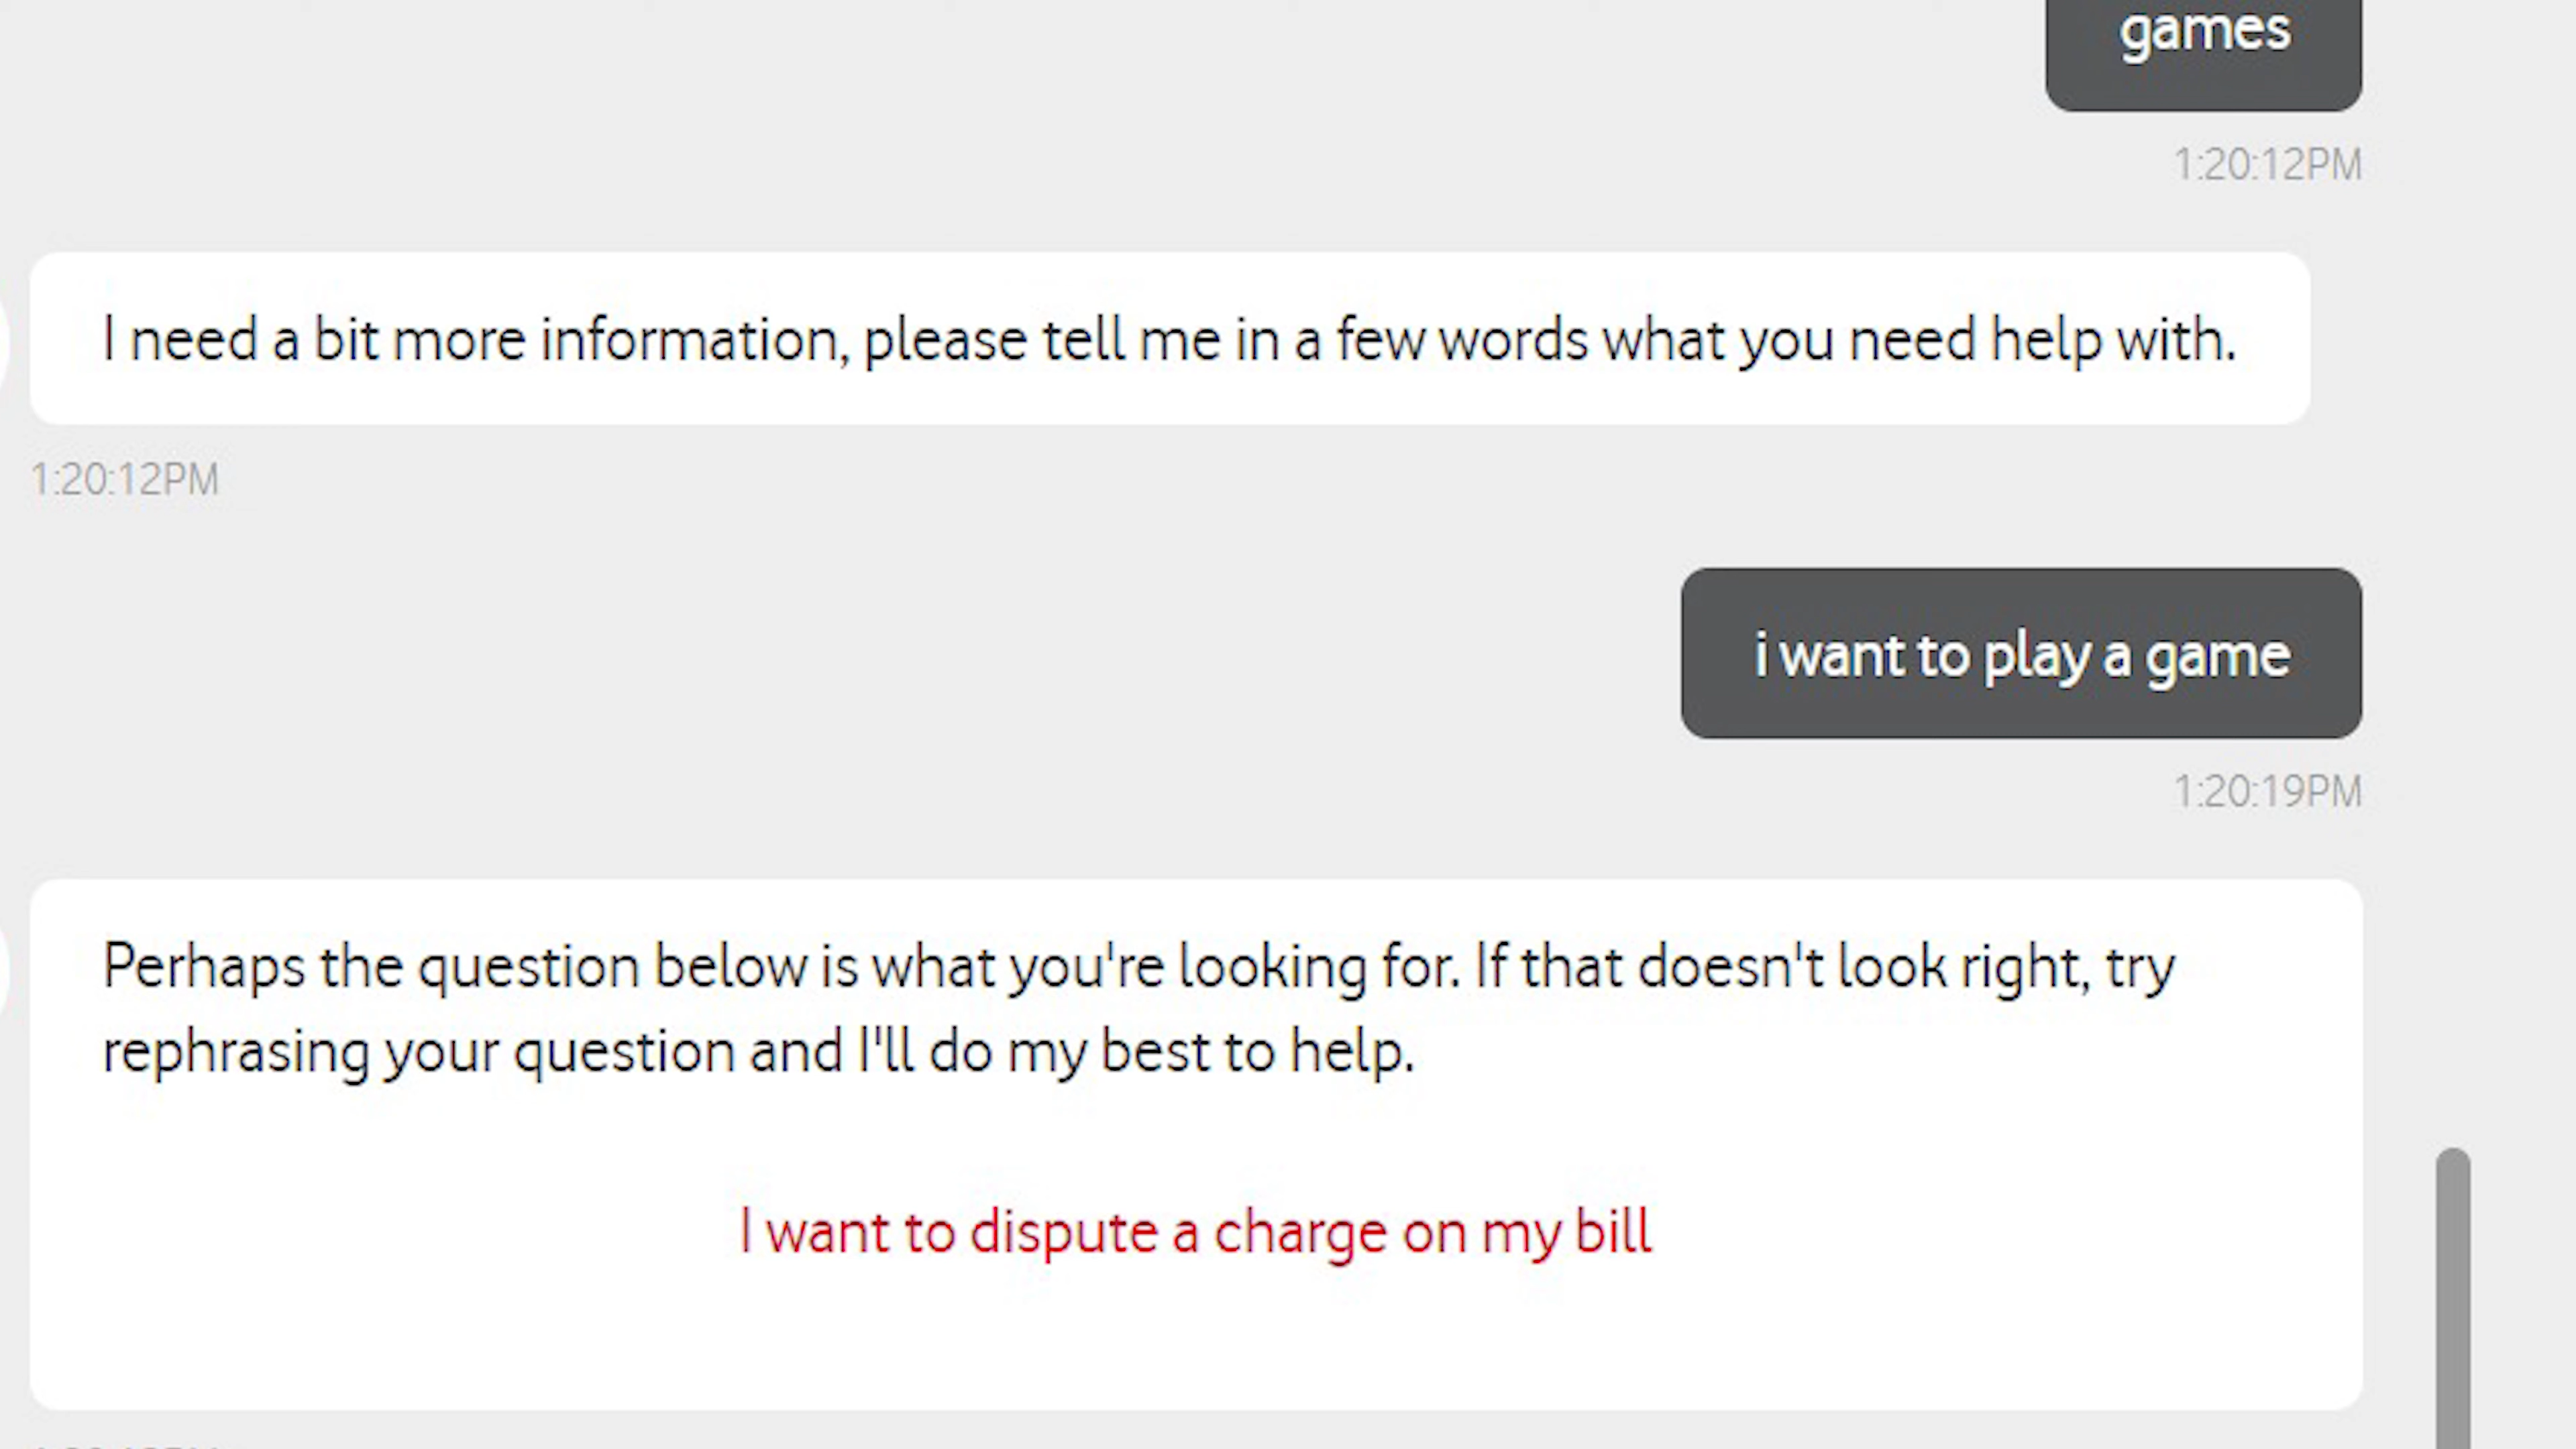 games
1:20:12PM
I need a bit more information, please tell me in a few words what you need help with.
1:20:12PM
i want to play a game
1:20:19PM
Perhaps the question below is what you're looking for. If that doesn't look right, try
rephrasing your question and I'll do my best to help.
I want to dispute a charge on my bill